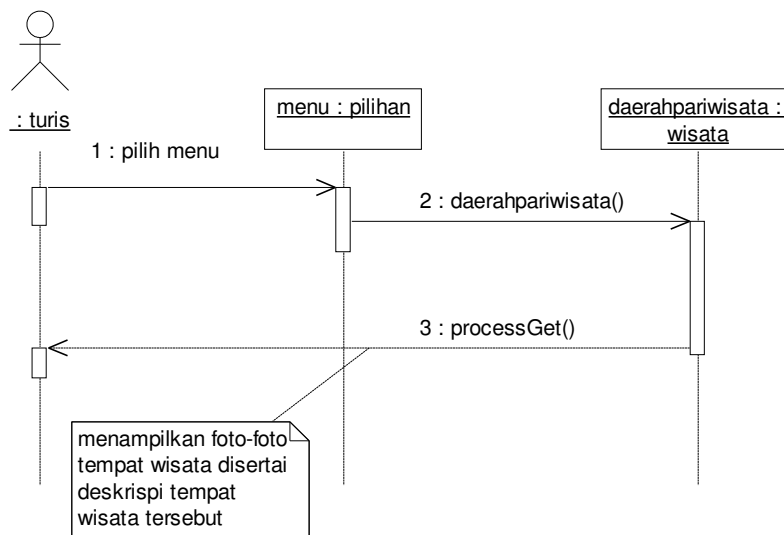 : turis
menu : pilihan
daerahpariwisata :
wisata
1 : pilih menu
2 : daerahpariwisata()
3 : processGet()
menampilkan foto-foto
tempat wisata disertai
deskrispi tempat
wisata tersebut